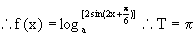 ∴f(x)=log_a^{[2sin(2x+π/6)]} ∴T=π